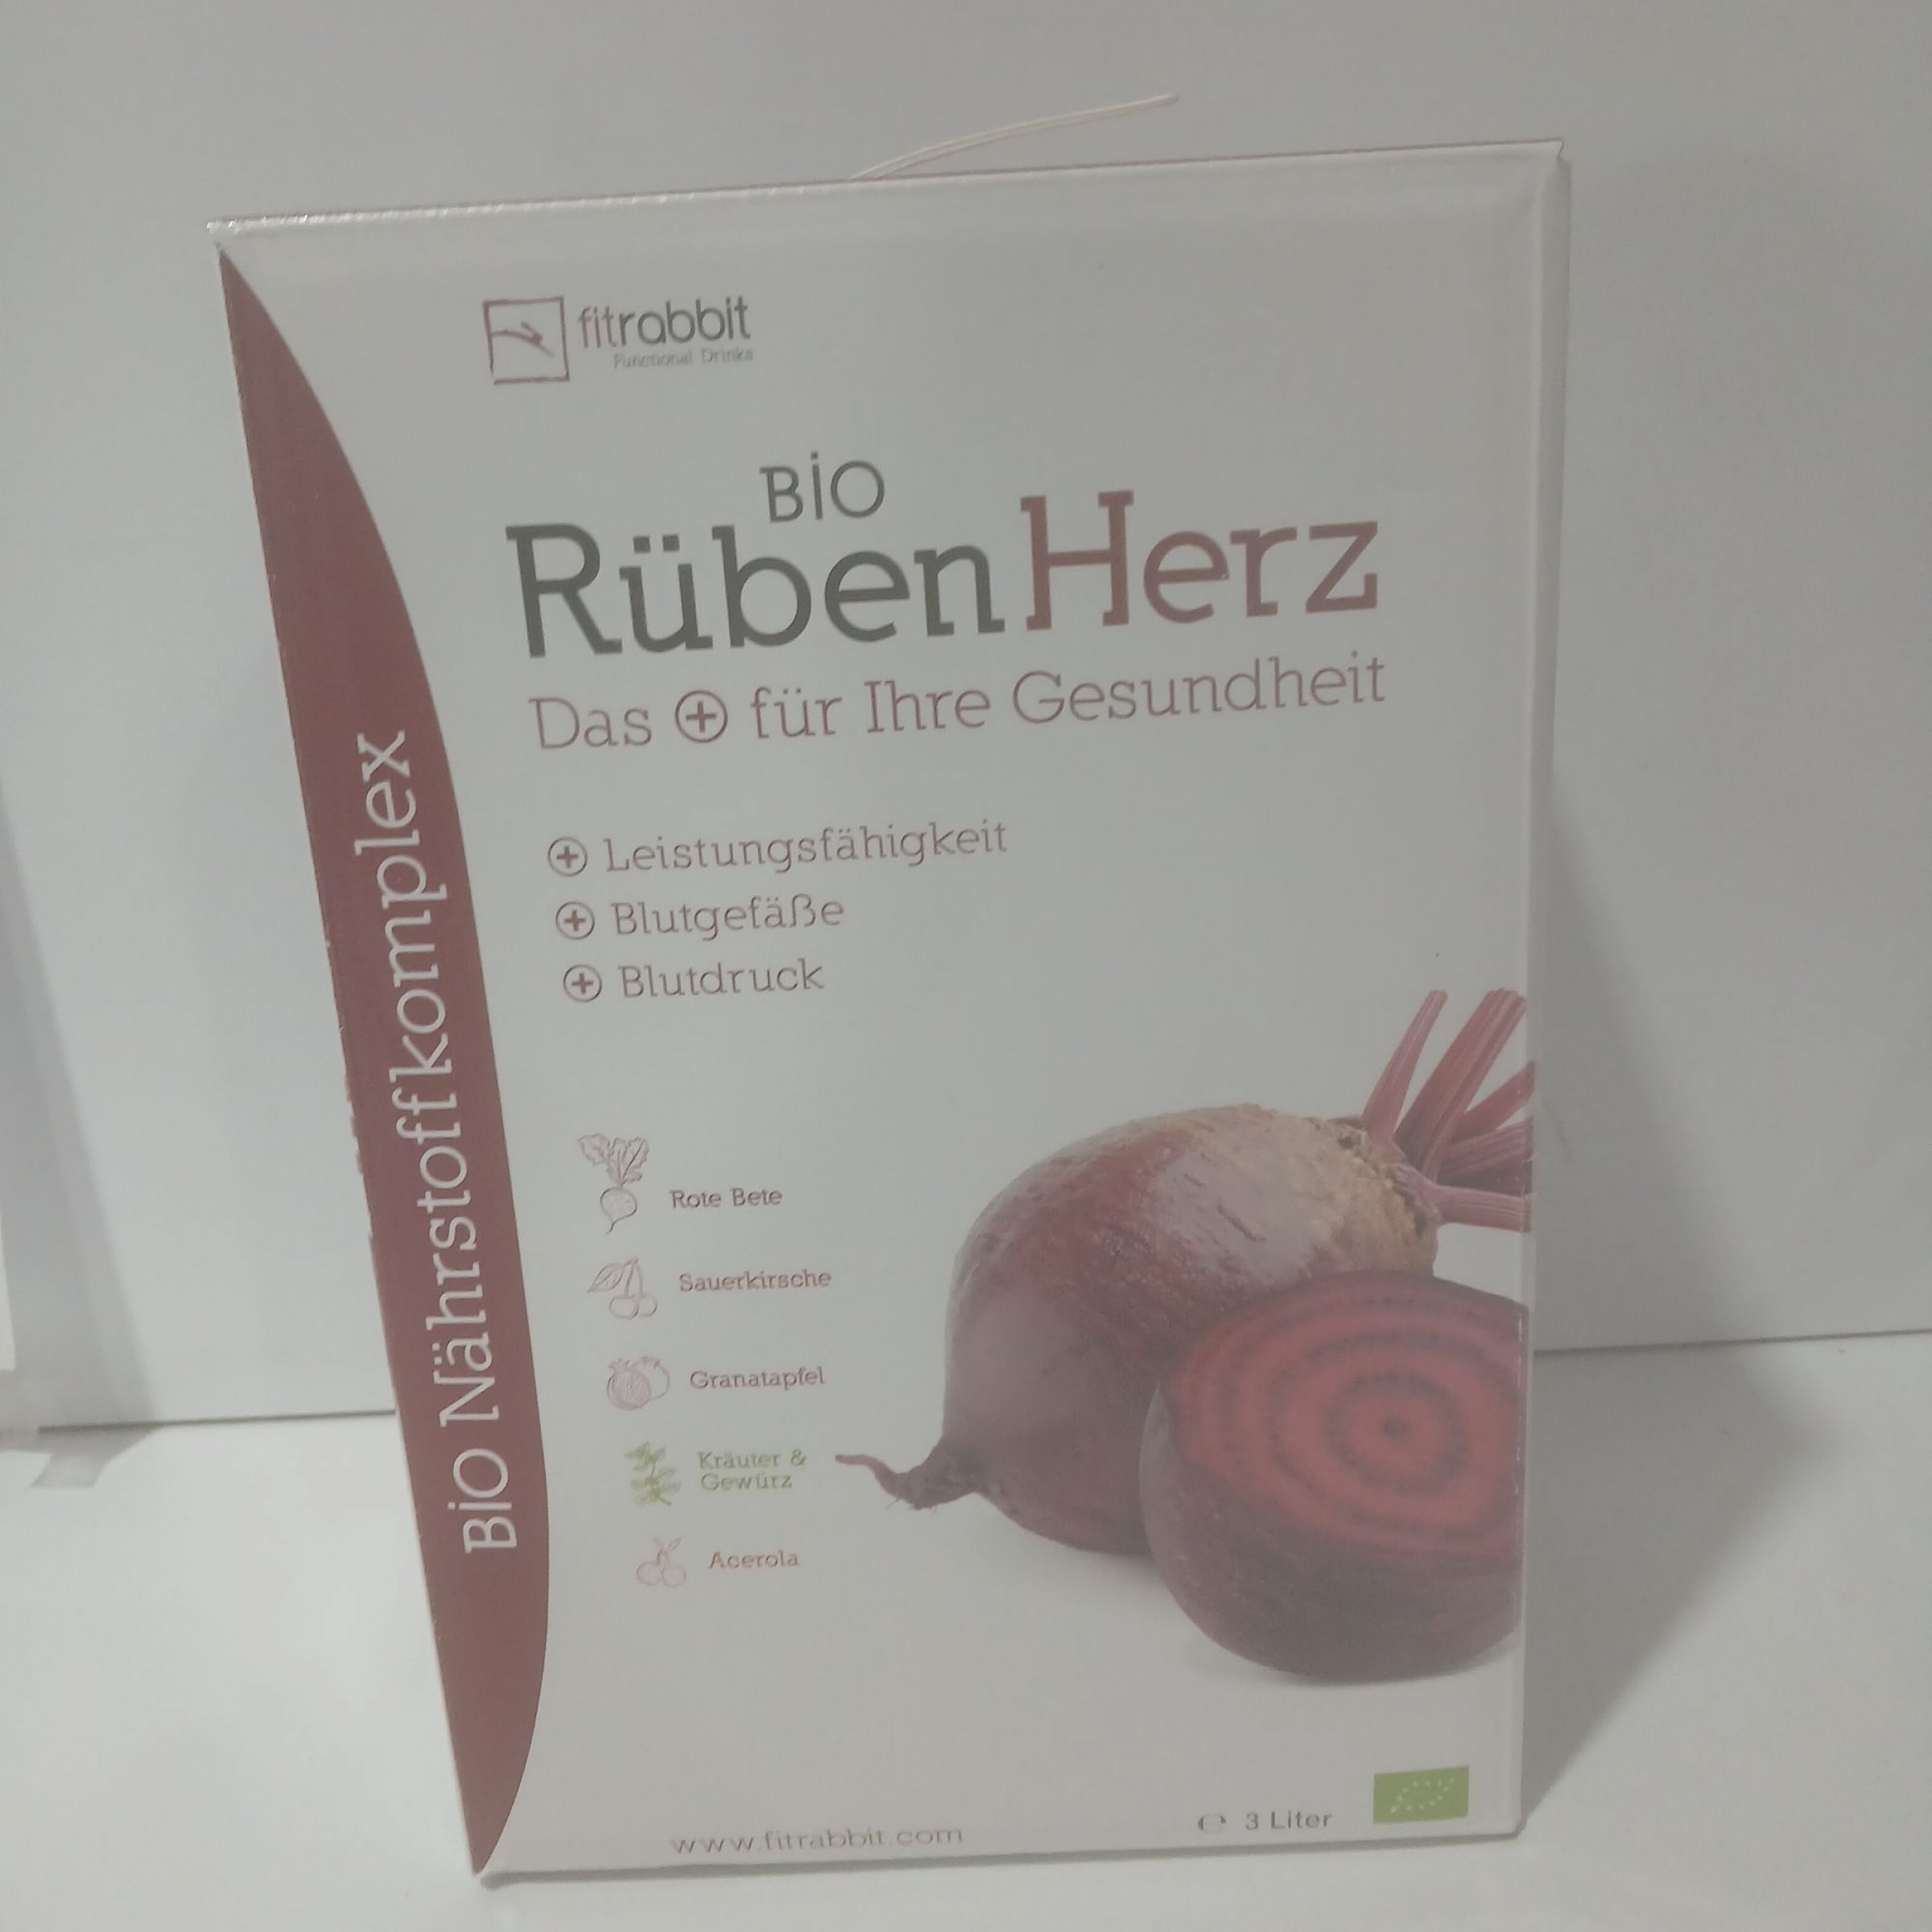 fitrabbit
Functional Drinks
BiO
RübenHerz
Das + für Ihre Gesundheit
+ Leistungsfähigkeit
+ Blutgefäße
+ Blutdruck
Rote Bete
Sauerkirsche
Granatapfel
Kräuter &
Gewürz
Acerola
BiO Nährstoffkomplex
www.fitrabbit.com
℮ 3 Liter